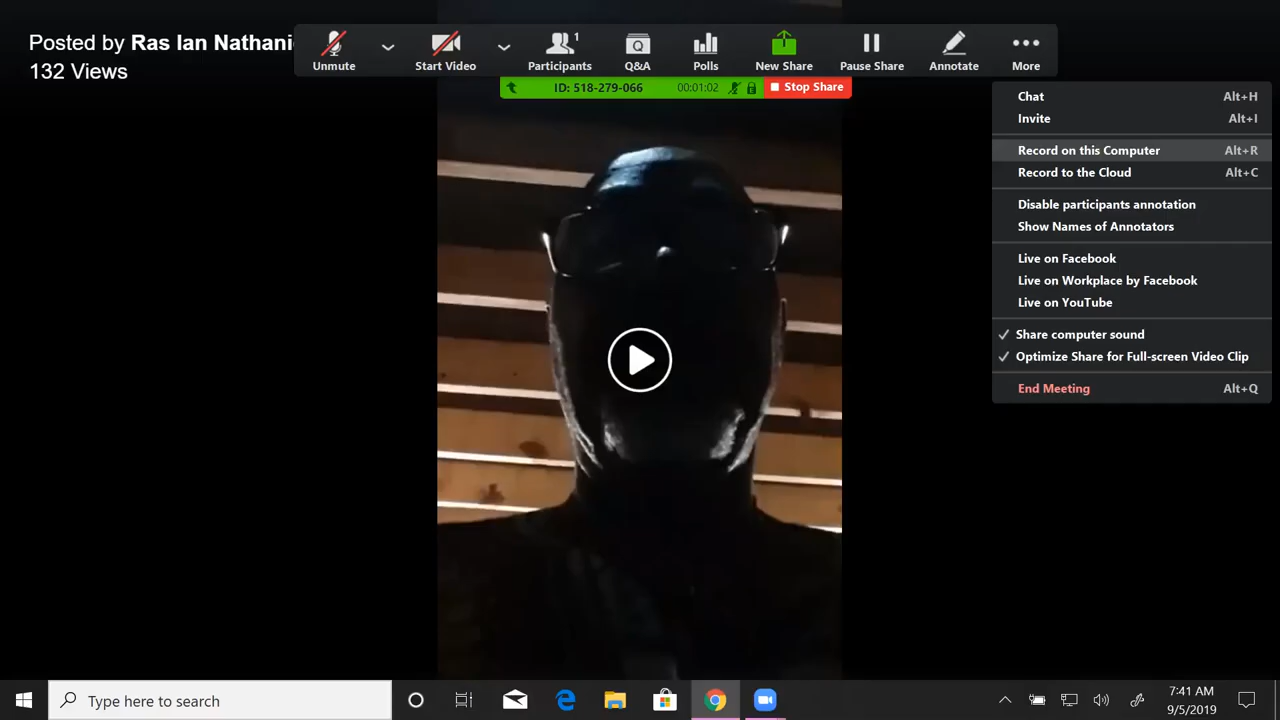 Posted by Ras Ian Nathani
132 Views
Unmute
Start Video
1
Participants
Q
Q&A
Polls
New Share
Pause Share
Annotate
More
ID: 518-279-066
00:01:02
Stop Share
Chat Alt+H
Invite Alt+I
Record on this Computer Alt+R
Record to the Cloud Alt+C
Disable participants annotation
Show Names of Annotators
Live on Facebook
Live on Workplace by Facebook
Live on YouTube
Share computer sound
Optimize Share for Full-screen Video Clip
End Meeting Alt+Q
Type here to search
7:41 AM
9/5/2019